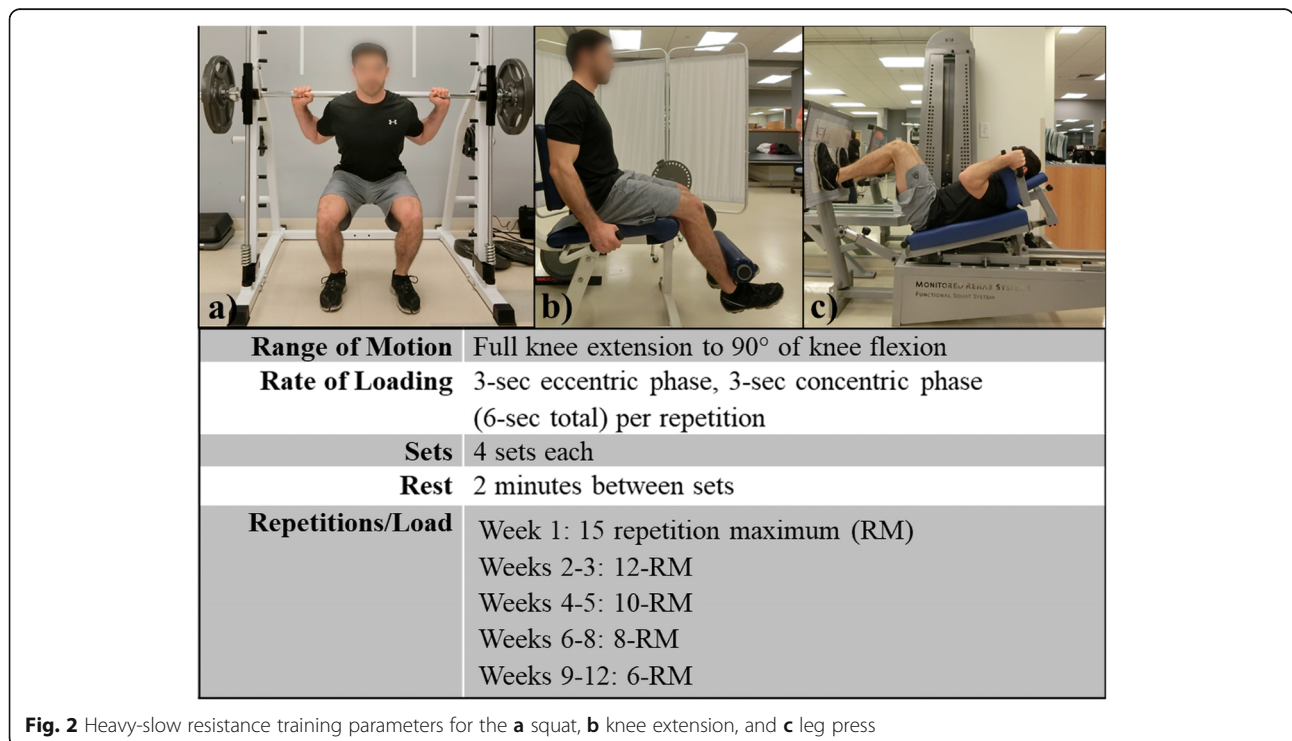 MONITORED REHAB SYSTEMS
FUNCTIONAL SQUAT SYSTEM
a)
b)
c)
Range of Motion Full knee extension to 90° of knee flexion
Rate of Loading 3-sec eccentric phase, 3-sec concentric phase
(6-sec total) per repetition
Sets 4 sets each
Rest 2 minutes between sets
Repetitions/Load Week 1: 15 repetition maximum (RM)
Weeks 2-3: 12-RM
Weeks 4-5: 10-RM
Weeks 6-8: 8-RM
Weeks 9-12: 6-RM
Fig. 2 Heavy-slow resistance training parameters for the a squat, b knee extension, and c leg press